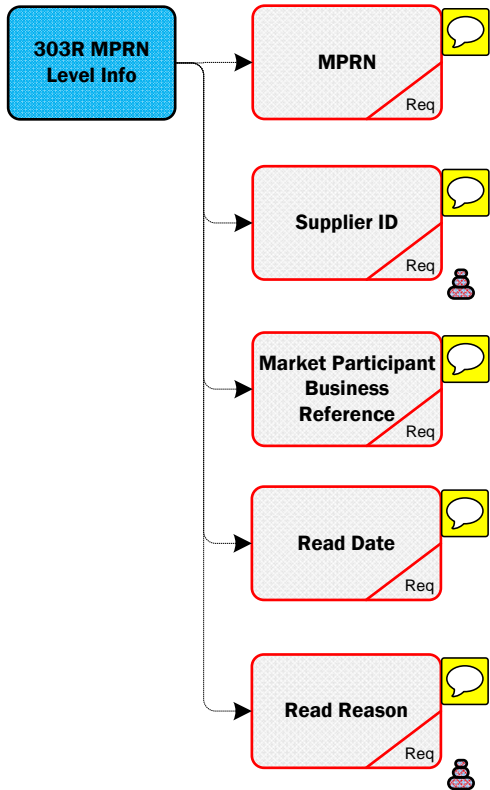 303R MPRN
Level Info
MPRN
Req
Supplier ID
Req
Market Participant
Business
Reference
Req
Read Date
Req
Read Reason
Req